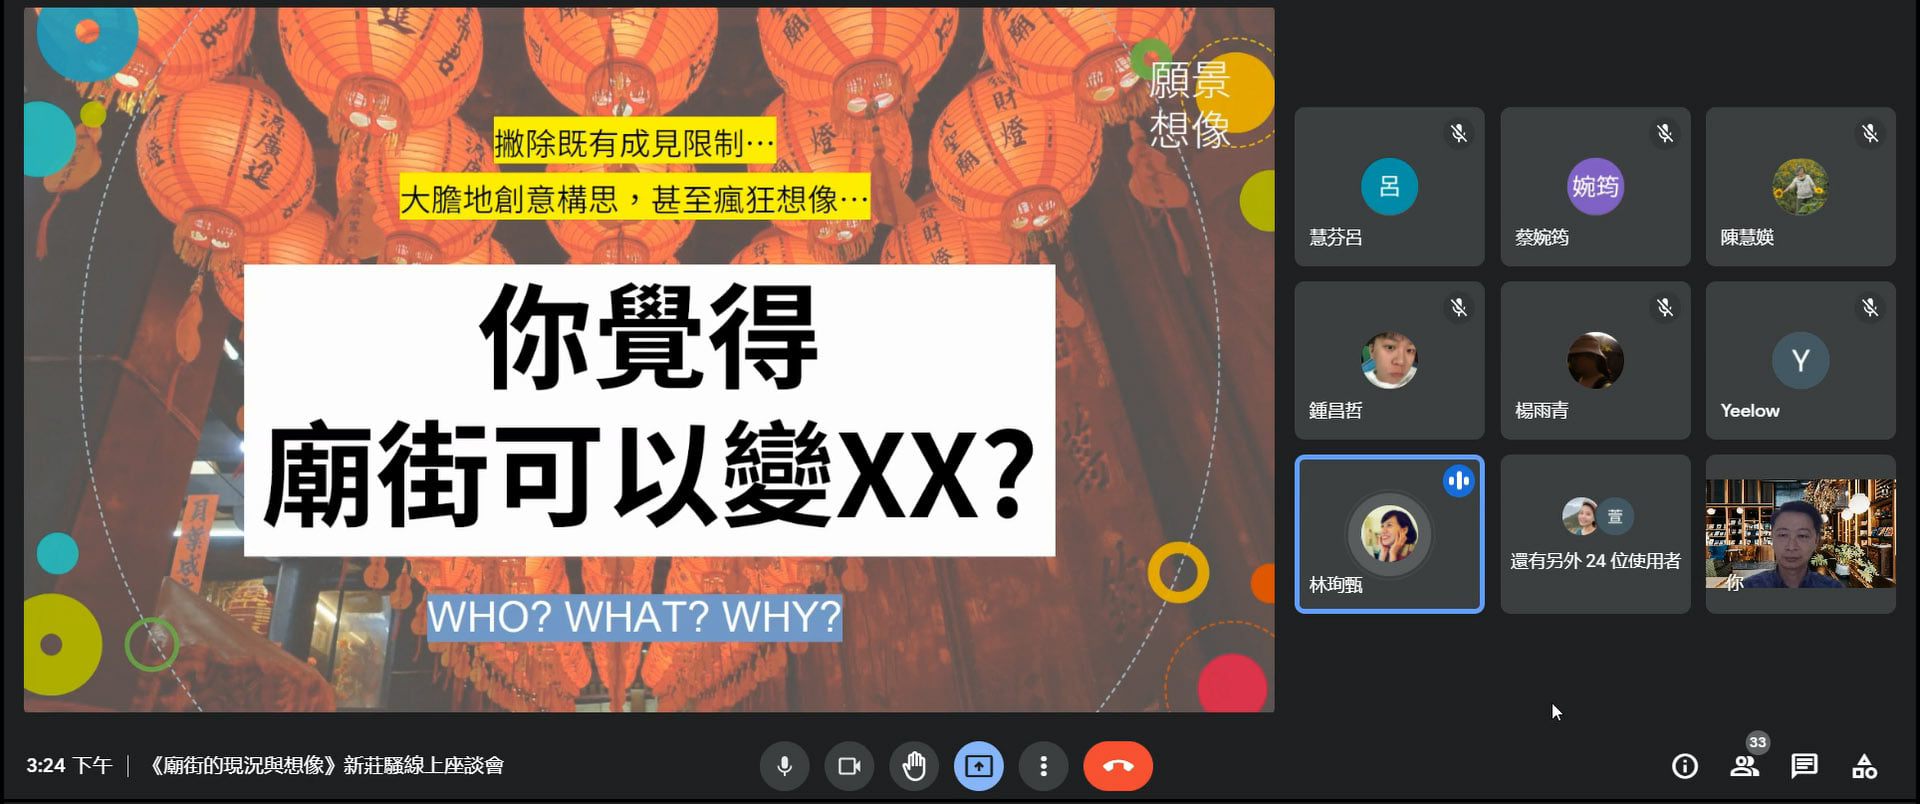 願景
想像
撇除既有成見限制…
大膽地創意構思，甚至瘋狂想像…
你覺得
廟街可以變XX?
WHO? WHAT? WHY?
呂
慧芬呂
婉筠
蔡婉筠
陳慧媖
鍾昌哲
楊雨青
Y
Yeelow
林珣甄
萱
還有另外 24 位使用者
你
3:24 下午
《廟街的現況與想像》新莊騷線上座談會
33